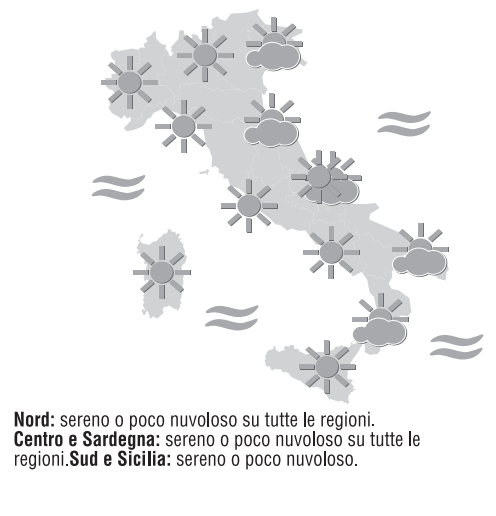 Nord: sereno o poco nuvoloso su tutte le regioni.
Centro e Sardegna: sereno o poco nuvoloso su tutte le
regioni.Sud e Sicilia: sereno o poco nuvoloso.